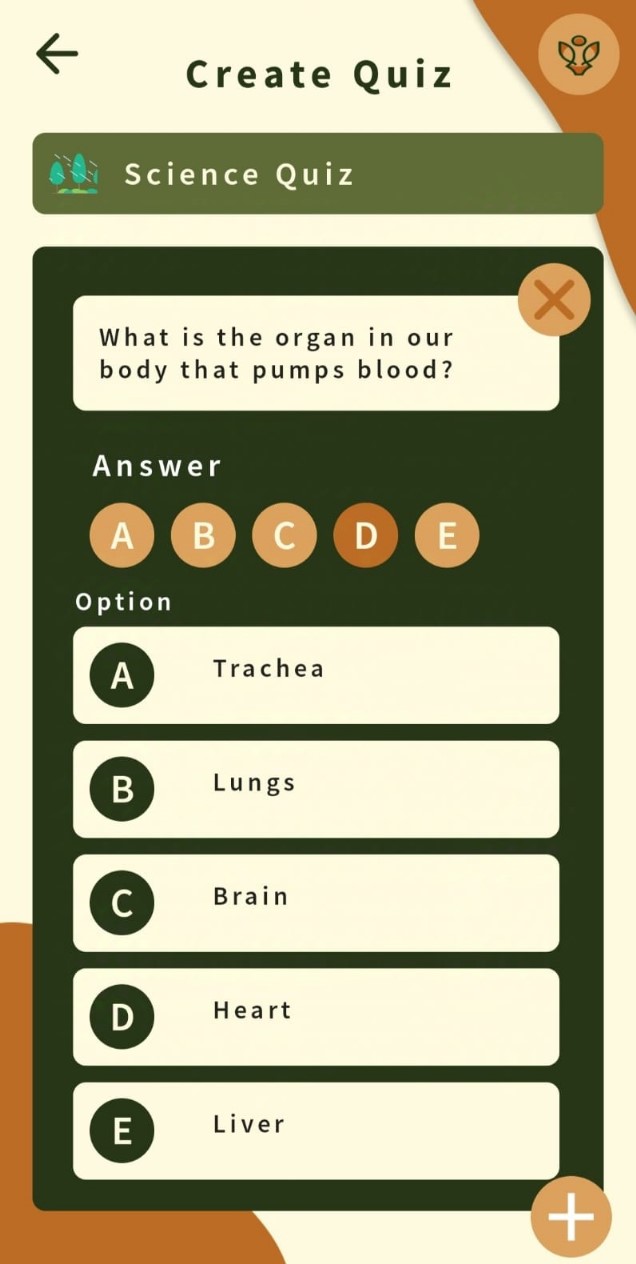 Create Quiz
Science Quiz
What is the organ in our
body that pumps blood?
Answer
A B C D E
Option
A Trachea
B Lungs
C Brain
D Heart
E Liver